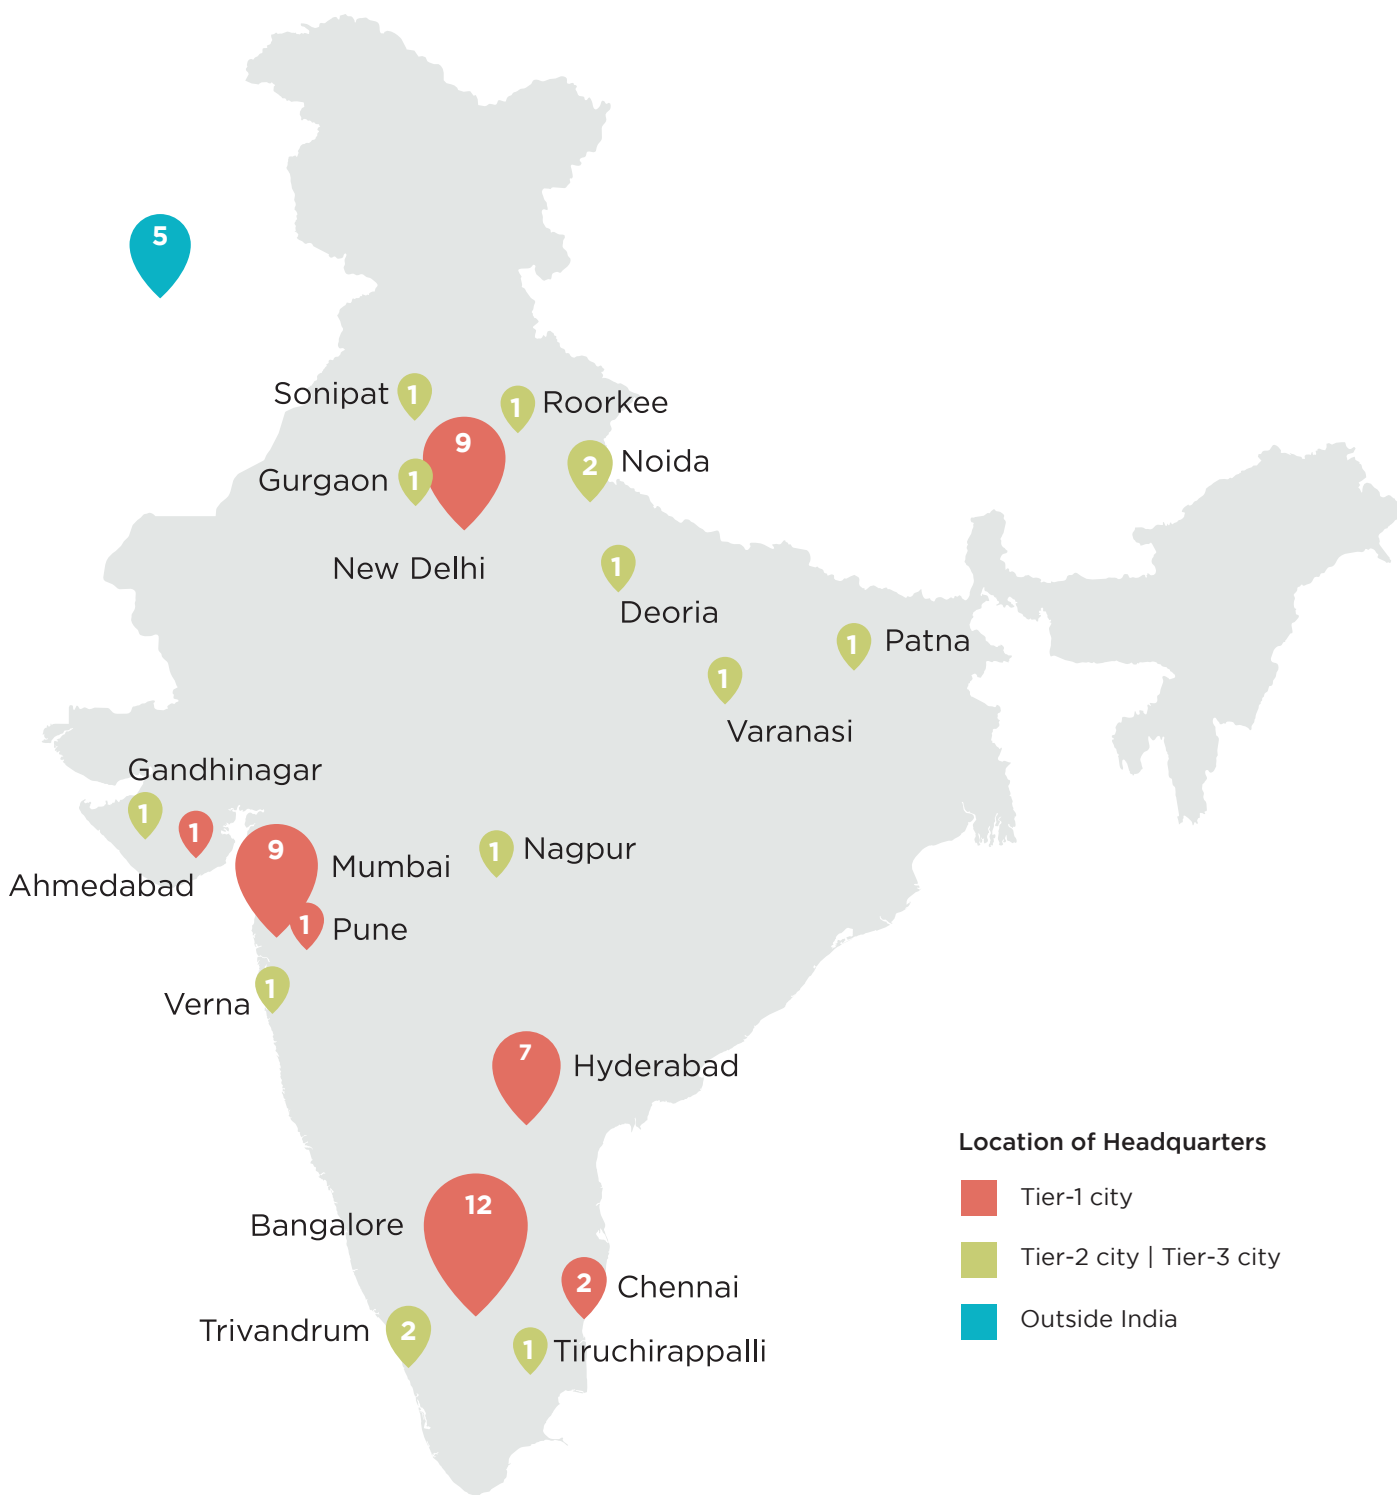 5
Sonipat
1
1
Roorkee
9
Gurgaon
1
2
Noida
New Delhi
1
Deoria
1
Patna
1
Varanasi
Gandhinagar
1
1
Ahmedabad
9
Mumbai
1
Nagpur
1
Pune
Verna
1
7
Hyderabad
Location of Headquarters
Tier-1 city
Tier-2 city | Tier-3 city
Outside India
Bangalore
12
2
Chennai
Trivandrum
2
1
Tiruchirappalli